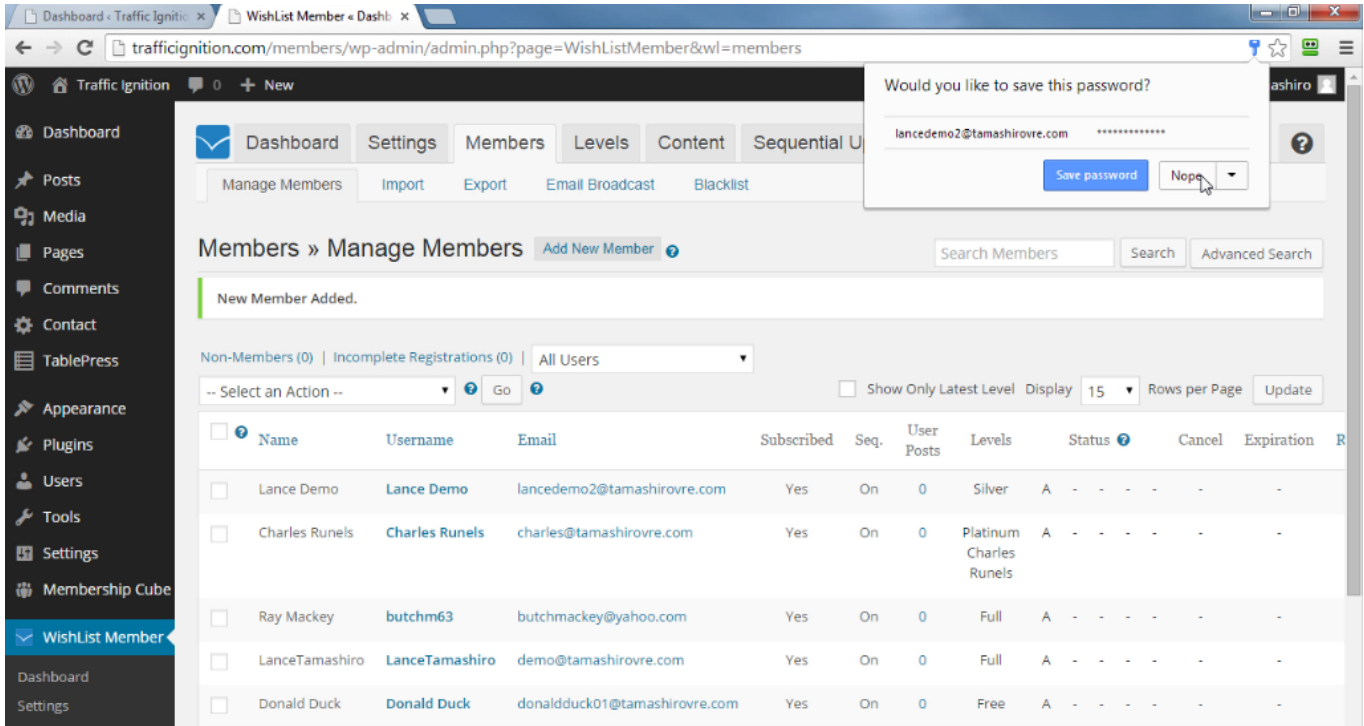 Dashboard ‹ Traffic Ignitic
WishList Member « Dashb
trafficignition.com/members/wp-admin/admin.php?page=WishListMember&wl=members
Traffic Ignition 0 + New
ashiro
Would you like to save this password?
lancedemo2@tamashirovre.com *************
Save password Nope
Dashboard
Posts
Media
Pages
Comments
Contact
TablePress
Appearance
Plugins
Users
Tools
Settings
Membership Cube
WishList Member
Dashboard
Settings
Dashboard Settings Members Levels Content Sequential U
Manage Members Import Export Email Broadcast Blacklist
Members » Manage Members Add New Member ?
Search Members Search Advanced Search
New Member Added.
Non-Members (0) | Incomplete Registrations (0) | All Users
-- Select an Action -- ? Go ? Show Only Latest Level Display 15 Rows per Page Update
? Name Username Email Subscribed Seq. User Posts Levels Status ? Cancel Expiration R
Lance Demo Lance Demo lancedemo2@tamashirovre.com Yes On 0 Silver A - - - - - -
Charles Runels Charles Runels charles@tamashirovre.com Yes On 0 Platinum A - - - - - -
Charles
Runels
Ray Mackey butchm63 butchmackey@yahoo.com Yes On 0 Full A - - - - - -
LanceTamashiro LanceTamashiro demo@tamashirovre.com Yes On 0 Full A - - - - - -
Donald Duck Donald Duck donaldduck01@tamashirovre.com Yes On 0 Free A - - - - - -